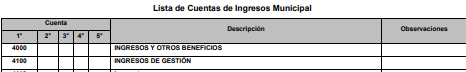 Lista de Cuentas de Ingresos Municipal
Cuenta Descripción Observaciones
1° 2° 3° 4° 5°
4000 INGRESOS Y OTROS BENEFICIOS
4100 INGRESOS DE GESTIÓN